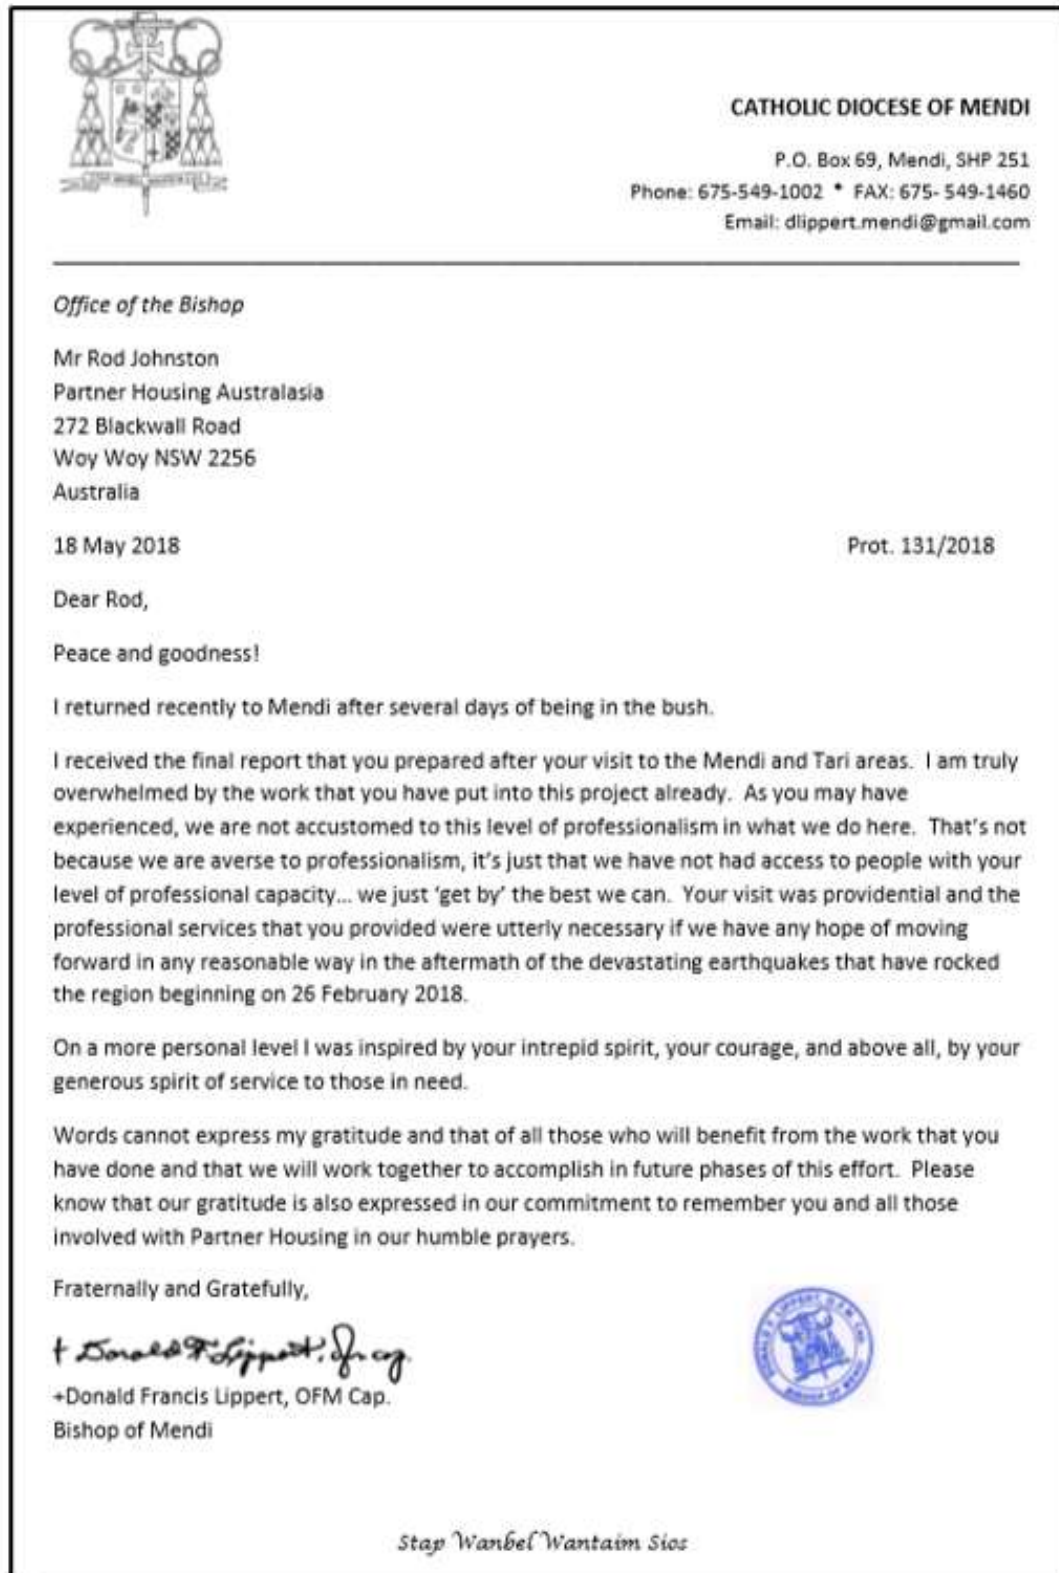 CATHOLIC DIOCESE OF MENDI
P.O. Box 69, Mendi, SHP 251
Phone: 675-549-1002 * FAX: 675- 549-1460
Email: dlippert.mendi@gmail.com
Office of the Bishop
Mr Rod Johnston
Partner Housing Australasia
272 Blackwall Road
Woy Woy NSW 2256
Australia
18 May 2018 Prot. 131/2018
Dear Rod,
Peace and goodness!
I returned recently to Mendi after several days of being in the bush.
I received the final report that you prepared after your visit to the Mendi and Tari areas. I am truly
overwhelmed by the work that you have put into this project already. As you may have
experienced, we are not accustomed to this level of professionalism in what we do here. That's not
because we are averse to professionalism, it's just that we have not had access to people with your
level of professional capacity... we just 'get by' the best we can. Your visit was providential and the
professional services that you provided were utterly necessary if we have any hope of moving
forward in any reasonable way in the aftermath of the devastating earthquakes that have rocked
the region beginning on 26 February 2018.
On a more personal level I was inspired by your intrepid spirit, your courage, and above all, by your
generous spirit of service to those in need.
Words cannot express my gratitude and that of all those who will benefit from the work that you
have done and that we will work together to accomplish in future phases of this effort. Please
know that our gratitude is also expressed in our commitment to remember you and all those
involved with Partner Housing in our humble prayers.
Fraternally and Gratefully,
+ Donald F. Lippert,
+Donald Francis Lippert, OFM Cap.
Bishop of Mendi
DONALD F. LIPPERT, O.F.M. CAP.
BISHOP OF MENDI
Stap Wanbel Wantaim Sios